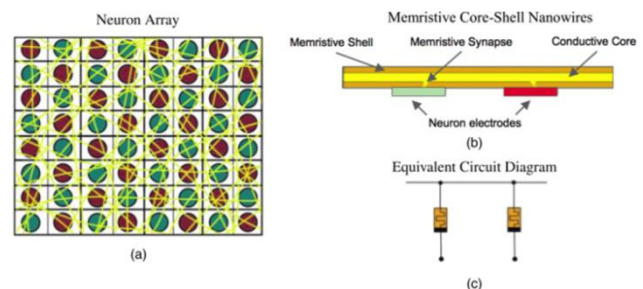 Neuron Array
(a)
Memristive Core-Shell Nanowires
Memristive Shell
Memristive Synapse
Conductive Core
Neuron electrodes
(b)
Equivalent Circuit Diagram
(c)